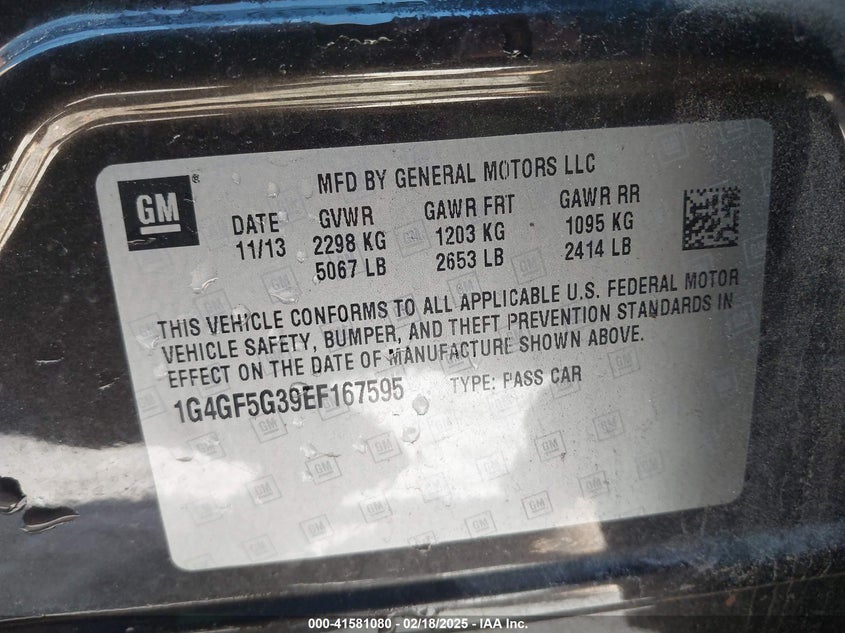 MFD BY GENERAL MOTORS LLC
GM
DATE GVWR GAWR FRT GAWR RR
11/13 2298 KG 1203 KG 1095 KG
5067 LB 2653 LB 2414 LB
THIS VEHICLE CONFORMS TO ALL APPLICABLE U.S. FEDERAL MOTOR
VEHICLE SAFETY, BUMPER, AND THEFT PREVENTION STANDARDS IN
EFFECT ON THE DATE OF MANUFACTURE SHOWN ABOVE.
1G4GF5G39EF167595 TYPE: PASS CAR
000-41581080 - 02/18/2025 - IAA Inc.